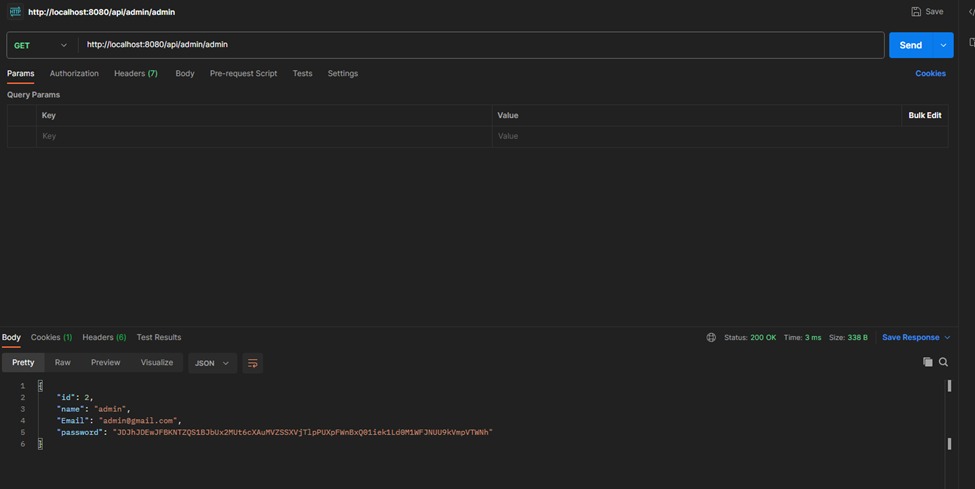 HTTP http://localhost:8080/api/admin/admin Save
GET http://localhost:8080/api/admin/admin Send
Params Authorization Headers (7) Body Pre-request Script Tests Settings Cookies
Query Params
Key Value Bulk Edit
Key Value
Body Cookies (1) Headers (6) Test Results Status: 200 OK Time: 3 ms Size: 338 B Save Response
Pretty Raw Preview Visualize JSON
1 {
2 "id": 2,
3 "name": "admin",
4 "Email": "admin@gmail.com",
5 "password":
6 }